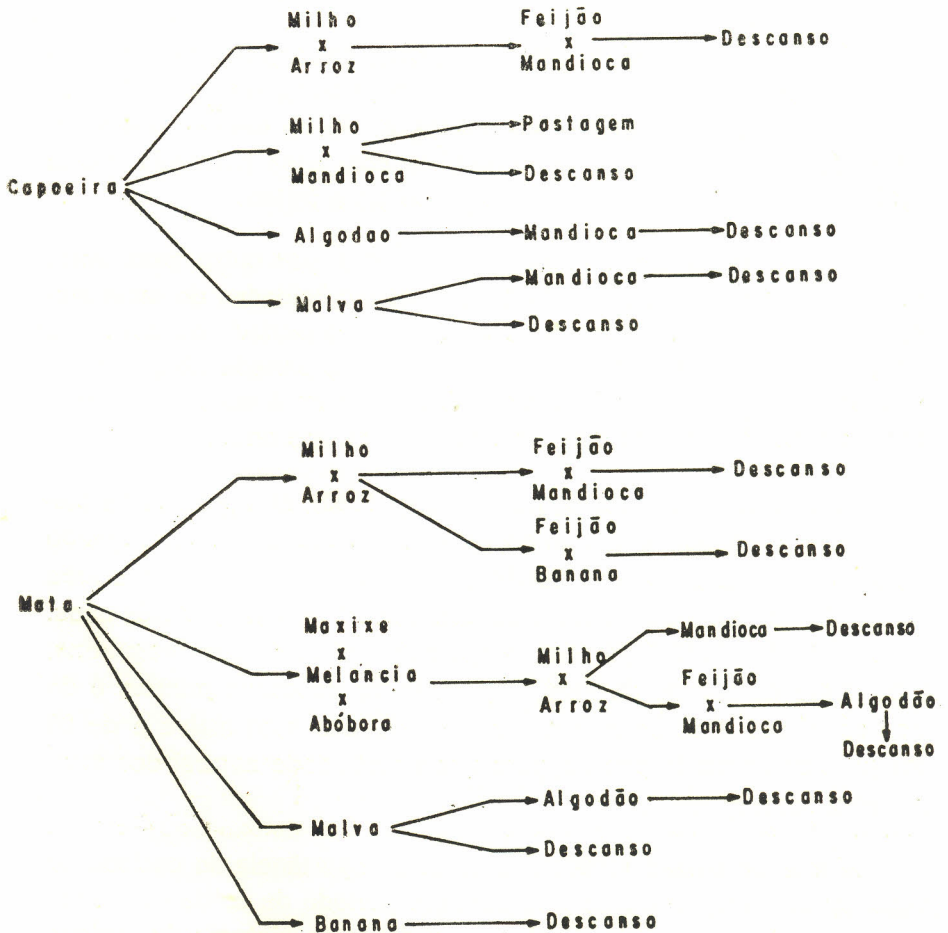 Milho
x
Arroz
Feijão
x
Mandioca
Descanso
Milho
x
Mandioca
Pastagem
Descanso
Capoeira
Algodao
Mandioca
Descanso
Malva
Mandioca
Descanso
Descanso
Milho
x
Arroz
Feijão
x
Mandioca
Descanso
Feijão
x
Banana
Descanso
Mata
Maxixe
x
Melancia
x
Abóbora
Milho
x
Arroz
Mandioca
Descanso
Feijão
x
Mandioca
Algodão
Descanso
Malva
Algodão
Descanso
Descanso
Banana
Descanso